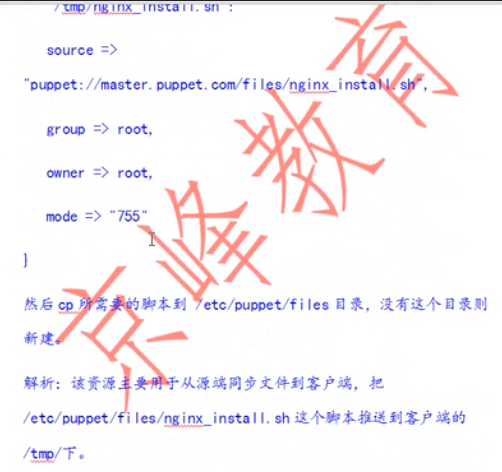 /tmp/nginx_install.sh":
source =>
"puppet://master.puppet.com/files/nginx_install.sh",
group => root,
owner => root,
mode => "755"
}
然后 cp 所需要的脚本到 /etc/puppet/files 目录，没有这个目录则
新建。
解析：该资源主要用于从源端同步文件到客户端，把
/etc/puppet/files/nginx_install.sh 这个脚本推送到客户端的
/tmp/下。
京峰教育